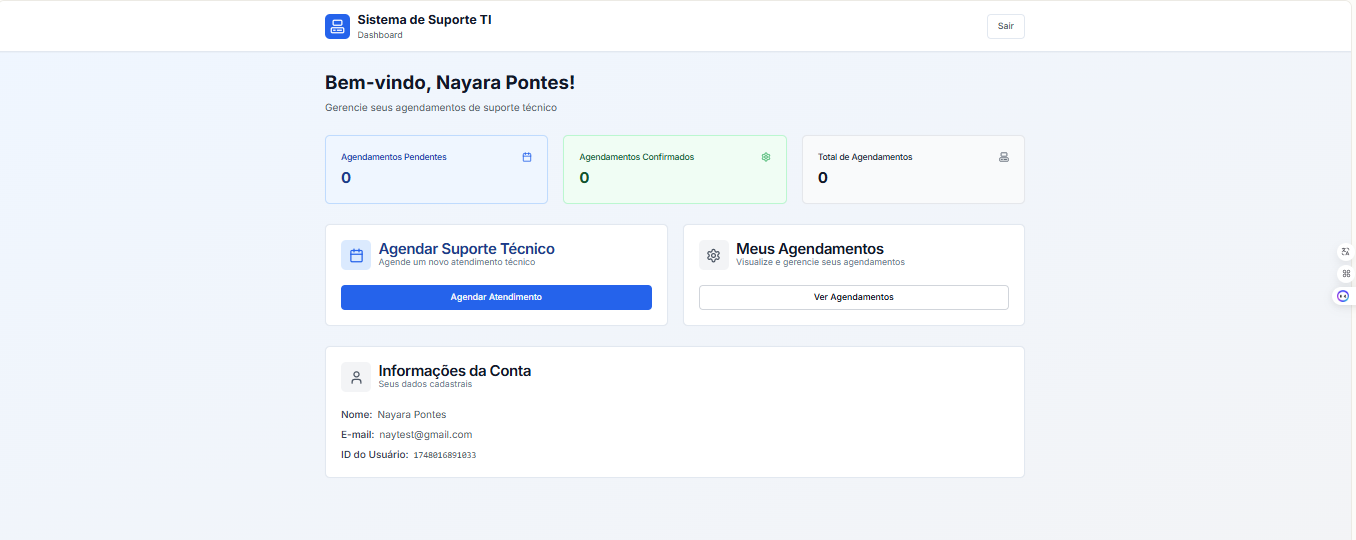 Sistema de Suporte TI
Dashboard
Sair
Bem-vindo, Nayara Pontes!
Gerencie seus agendamentos de suporte técnico
Agendamentos Pendentes
0
Agendamentos Confirmados
0
Total de Agendamentos
0
Agendar Suporte Técnico
Agende um novo atendimento técnico
Agendar Atendimento
Meus Agendamentos
Visualize e gerencie seus agendamentos
Ver Agendamentos
Informações da Conta
Seus dados cadastrais
Nome: Nayara Pontes
E-mail: naytest@gmail.com
ID do Usuário: 1748016891033